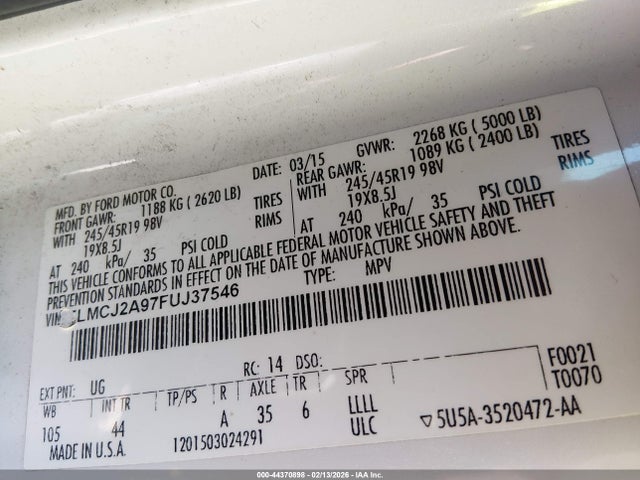 MFD. BY FORD MOTOR CO. DATE: 03/15 GVWR: 2268 KG (5000 LB)
FRONT GAWR: 1188 KG (2620 LB) REAR GAWR: 1089 KG (2400 LB)
WITH 245/45R19 98V TIRES WITH 245/45R19 98V TIRES
19X8.5J RIMS 19X8.5J RIMS
AT 240 kPa/ 35 PSI COLD AT 240 kPa/ 35 PSI COLD
THIS VEHICLE CONFORMS TO ALL APPLICABLE FEDERAL MOTOR VEHICLE SAFETY AND THEFT
PREVENTION STANDARDS IN EFFECT ON THE DATE OF MANUFACTURE SHOWN ABOVE.
VIN: LMCJ2A97FUJ37546 TYPE: MPV
EXT PNT: UG RC: 14 DSO: F0021
WB INT TR TP/PS R AXLE TR SPR T0070
105 44 A 35 6 LLLL
ULC
MADE IN U.S.A. 1201503024291 5U5A-3520472-AA
000-44370898 - 02/13/2026 - IAA Inc.